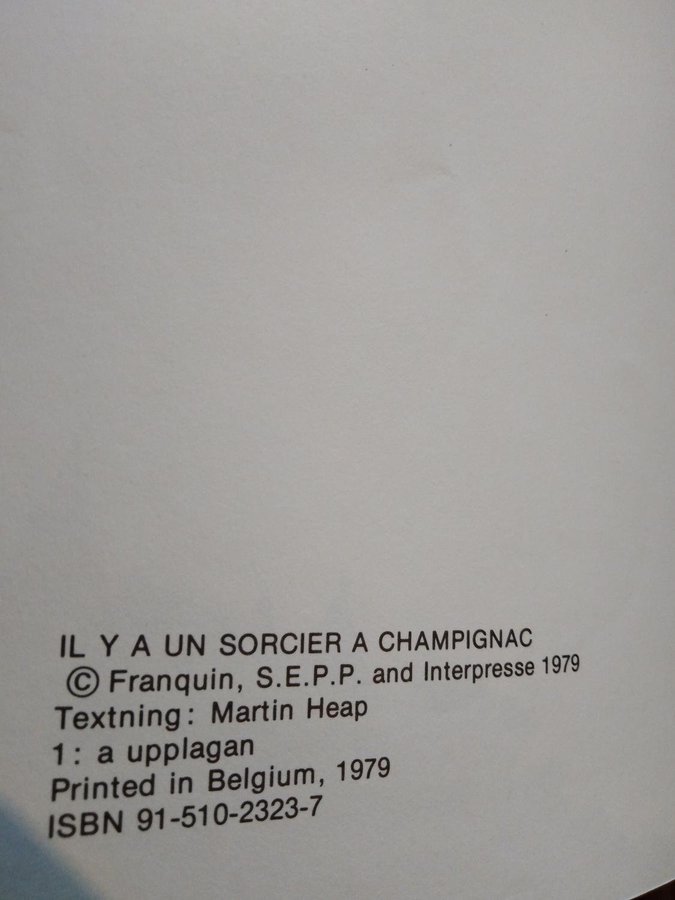 IL Y A UN SORCIER A CHAMPIGNAC
© Franquin, S.E.P.P. and Interpresse 1979
Textning: Martin Heap
1: a upplagan
Printed in Belgium, 1979
ISBN 91-510-2323-7